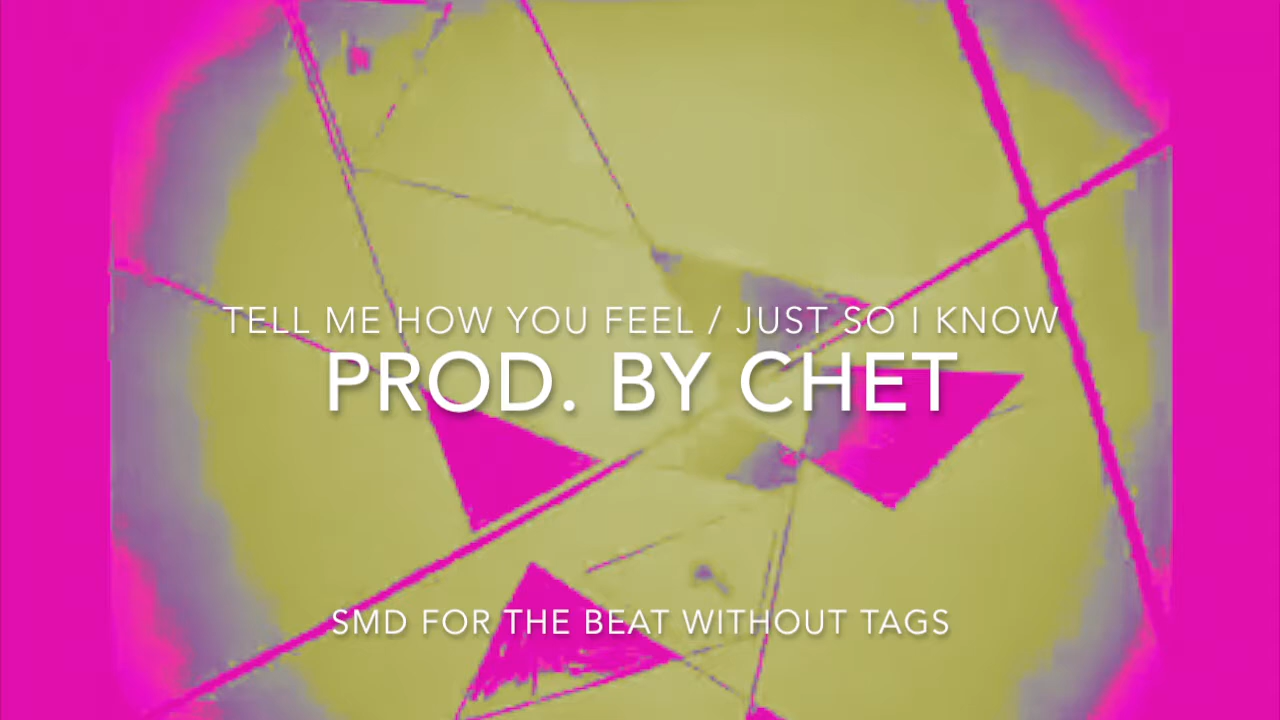 TELL ME HOW YOU FEEL / JUST SO I KNOW
PROD. BY CHET
SMD FOR THE BEAT WITHOUT TAGS